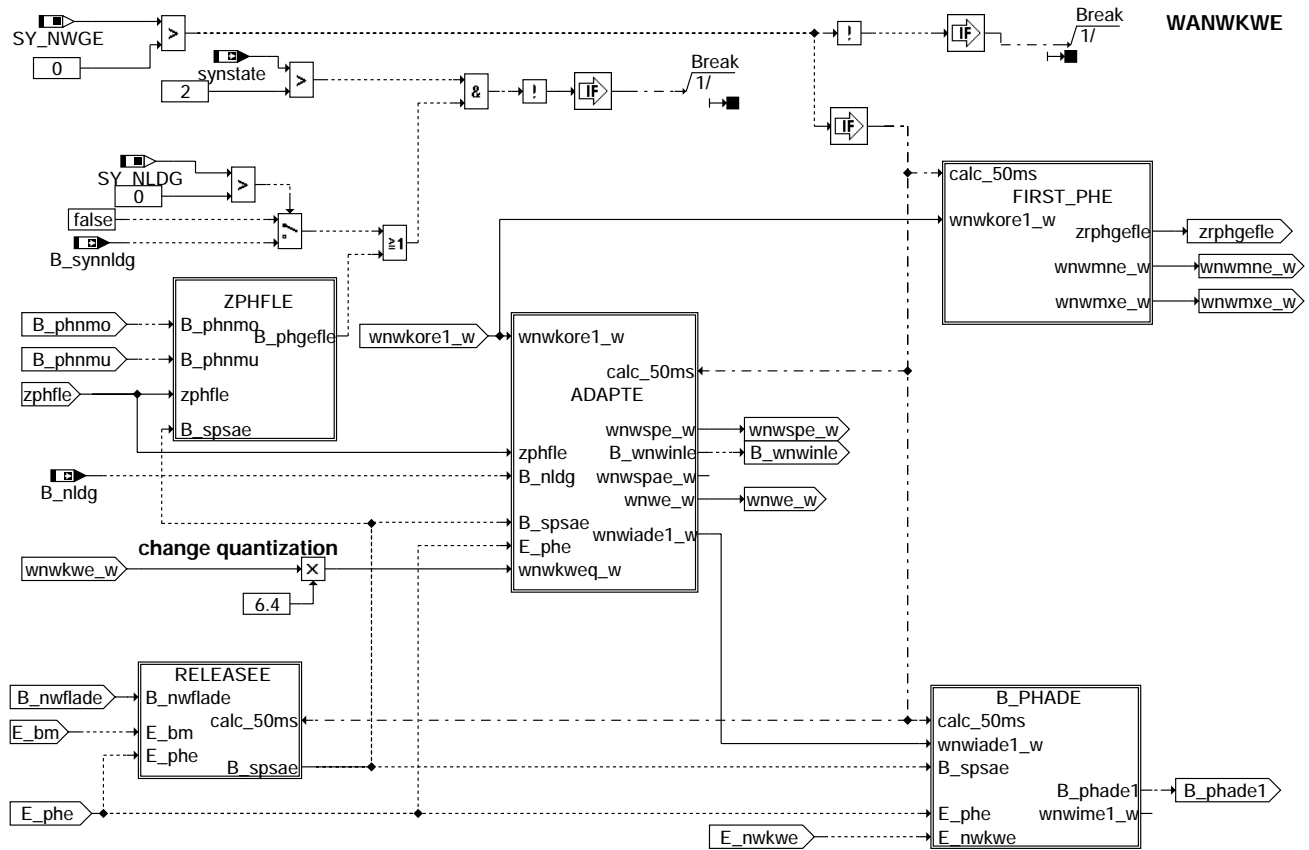 Break
WANWKWE
SY_NWGE
>
!
IF
1/
0
synstate
>
Break
2
&
!
IF
1/
IF
SY_NLDG
>
0
calc_50ms
FIRST_PHE
false
wnwkore1_w
≥1
zrphgefle
zrphgefle
B_synnldg
wnwmne_w
wnwmne_w
ZPHFLE
wnwmxe_w
wnwmxe_w
B_phnmo
B_phnmo
B_phgefle
wnwkore1_w
wnwkore1_w
B_phnmu
B_phnmu
calc_50ms
zphfle
zphfle
ADAPTE
B_spsae
wnwspe_w
wnwspe_w
zphfle
B_wnwinle
B_wnwinle
B_nldg
B_nldg
wnwspae_w
wnwe_w
wnwe_w
B_spsae
wnwiade1_w
change quantization
E_phe
wnwkwe_w
×
wnwkweq_w
6.4
RELEASEE
B_nwflade
B_nwflade
B_PHADE
calc_50ms
calc_50ms
E_bm
E_bm
wnwiade1_w
E_phe
B_spsae
B_spsae
B_phade1
B_phade1
E_phe
E_phe
wnwime1_w
E_nwkwe
E_nwkwe